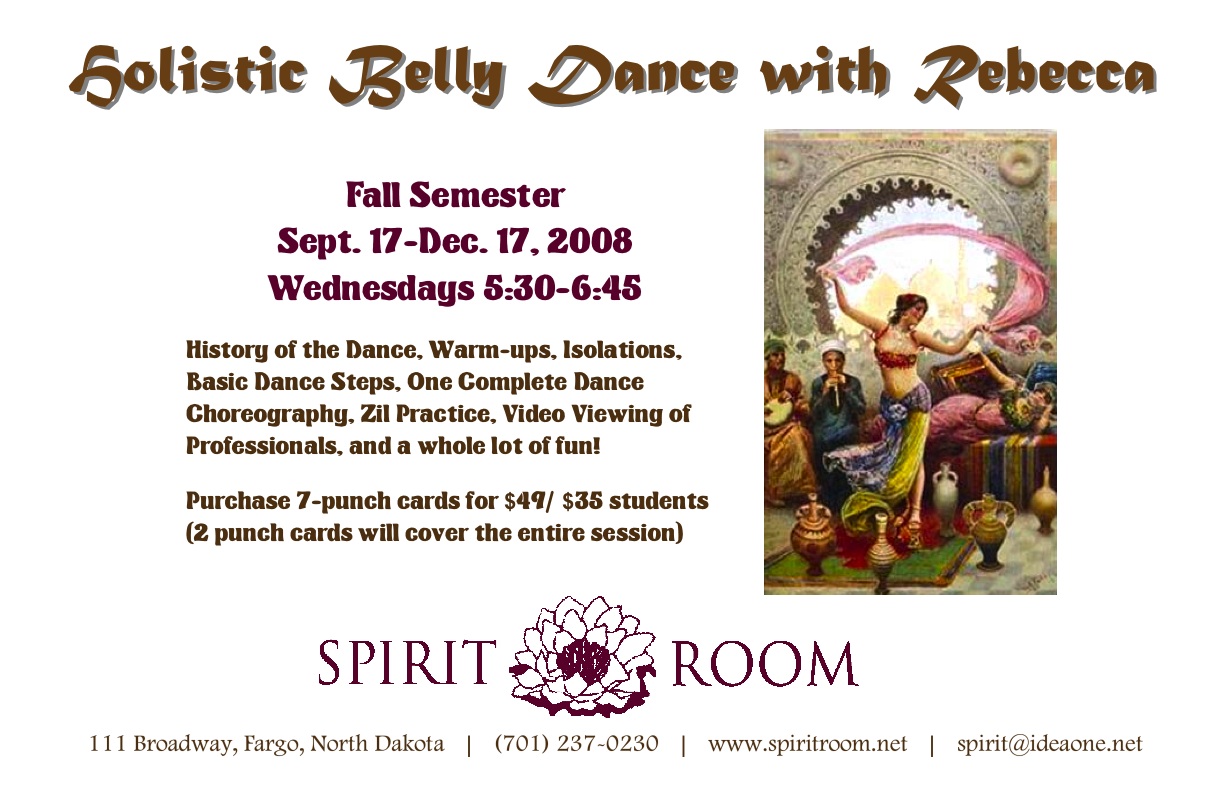 Holistic Belly Dance with Rebecca
Fall Semester
Sept. 17-Dec. 17, 2008
Wednesdays 5:30-6:45
History of the Dance, Warm-ups, Isolations,
Basic Dance Steps, One Complete Dance
Choreography, Zil Practice, Video Viewing of
Professionals, and a whole lot of fun!
Purchase 7-punch cards for $49/ $35 students
(2 punch cards will cover the entire session)
SPIRIT ROOM
111 Broadway, Fargo, North Dakota | (701) 237-0230 | www.spiritroom.net | spirit@ideaone.net